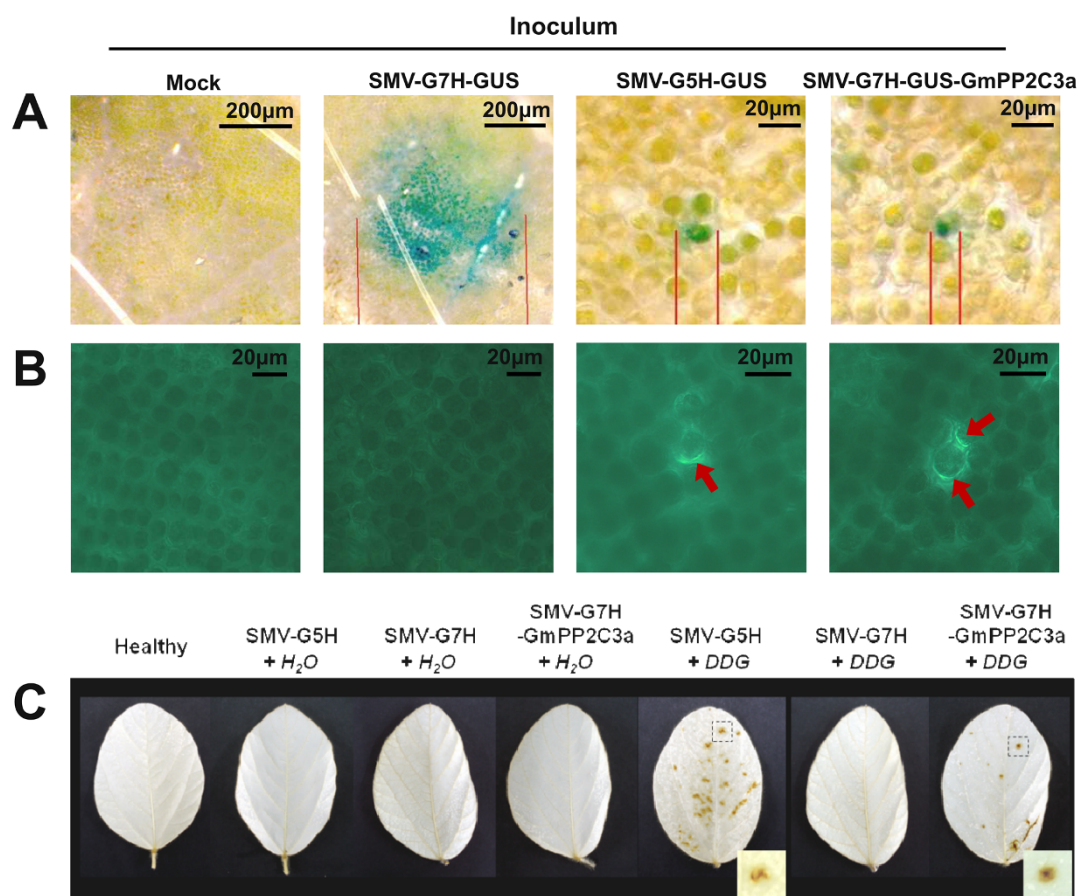 Inoculum
Mock
SMV-G7H-GUS
SMV-G5H-GUS
SMV-G7H-GUS-GmPP2C3a
A
200μm
200μm
20μm
20μm
B
20μm
20μm
20μm
20μm
Healthy
SMV-G5H
+ H₂O
SMV-G7H
+ H₂O
SMV-G7H
-GmPP2C3a
+ H₂O
SMV-G5H
+ DDG
SMV-G7H
+ DDG
SMV-G7H
-GmPP2C3a
+ DDG
C